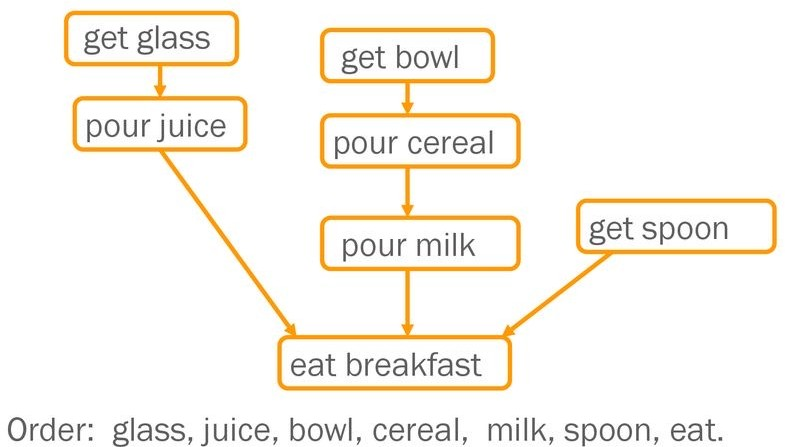 get glass
get bowl
pour juice
pour cereal
get spoon
pour milk
eat breakfast
Order: glass, juice, bowl, cereal, milk, spoon, eat.